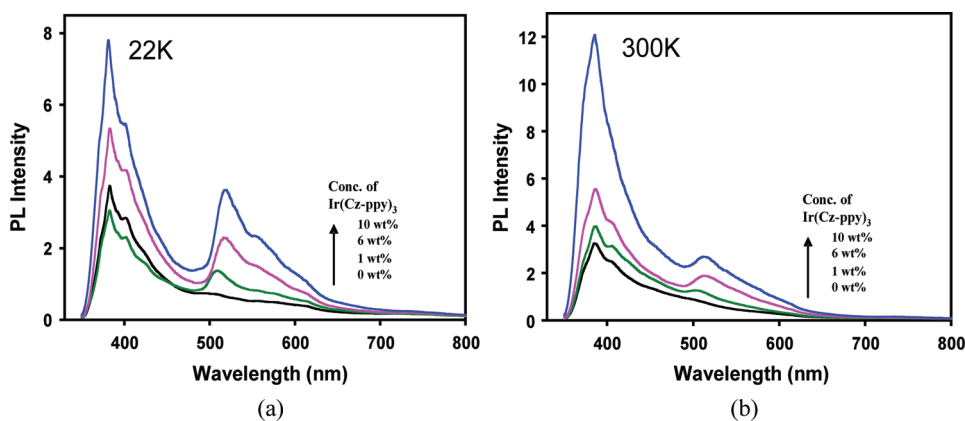 22K
PL Intensity
8
6
4
2
0
Conc. of
Ir(Cz-ppy)3
10 wt%
6 wt%
1 wt%
0 wt%
400 500 600 700 800
Wavelength (nm)
(a)
300K
PL Intensity
12
10
8
6
4
2
0
Conc. of
Ir(Cz-ppy)3
10 wt%
6 wt%
1 wt%
0 wt%
400 500 600 700 800
Wavelength (nm)
(b)